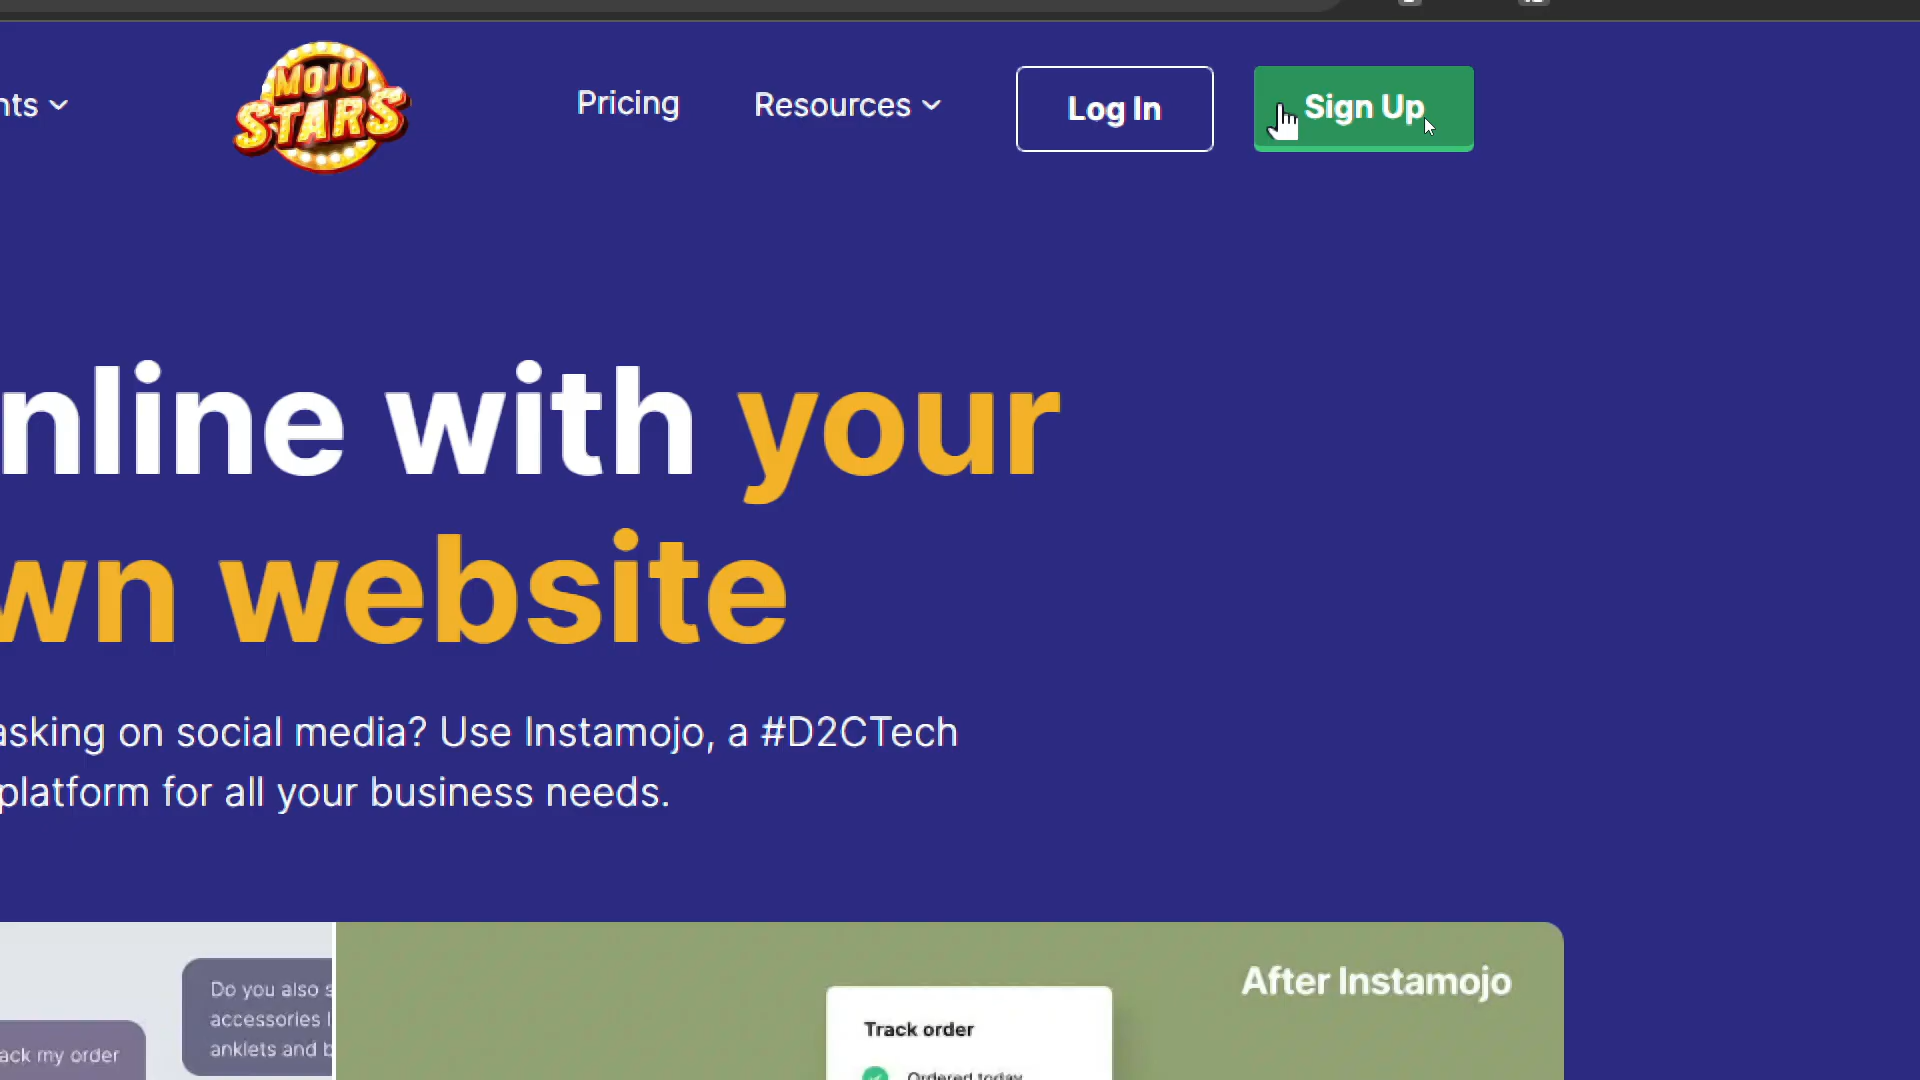 nts
MOJO
STARS
Pricing
Resources
Log In
Sign Up
nline with your
wn website
asking on social media? Use Instamojo, a #D2CTech
platform for all your business needs.
After Instamojo
Do you also s
accessories l
anklets and b
ack my order
Track order
Ordered today